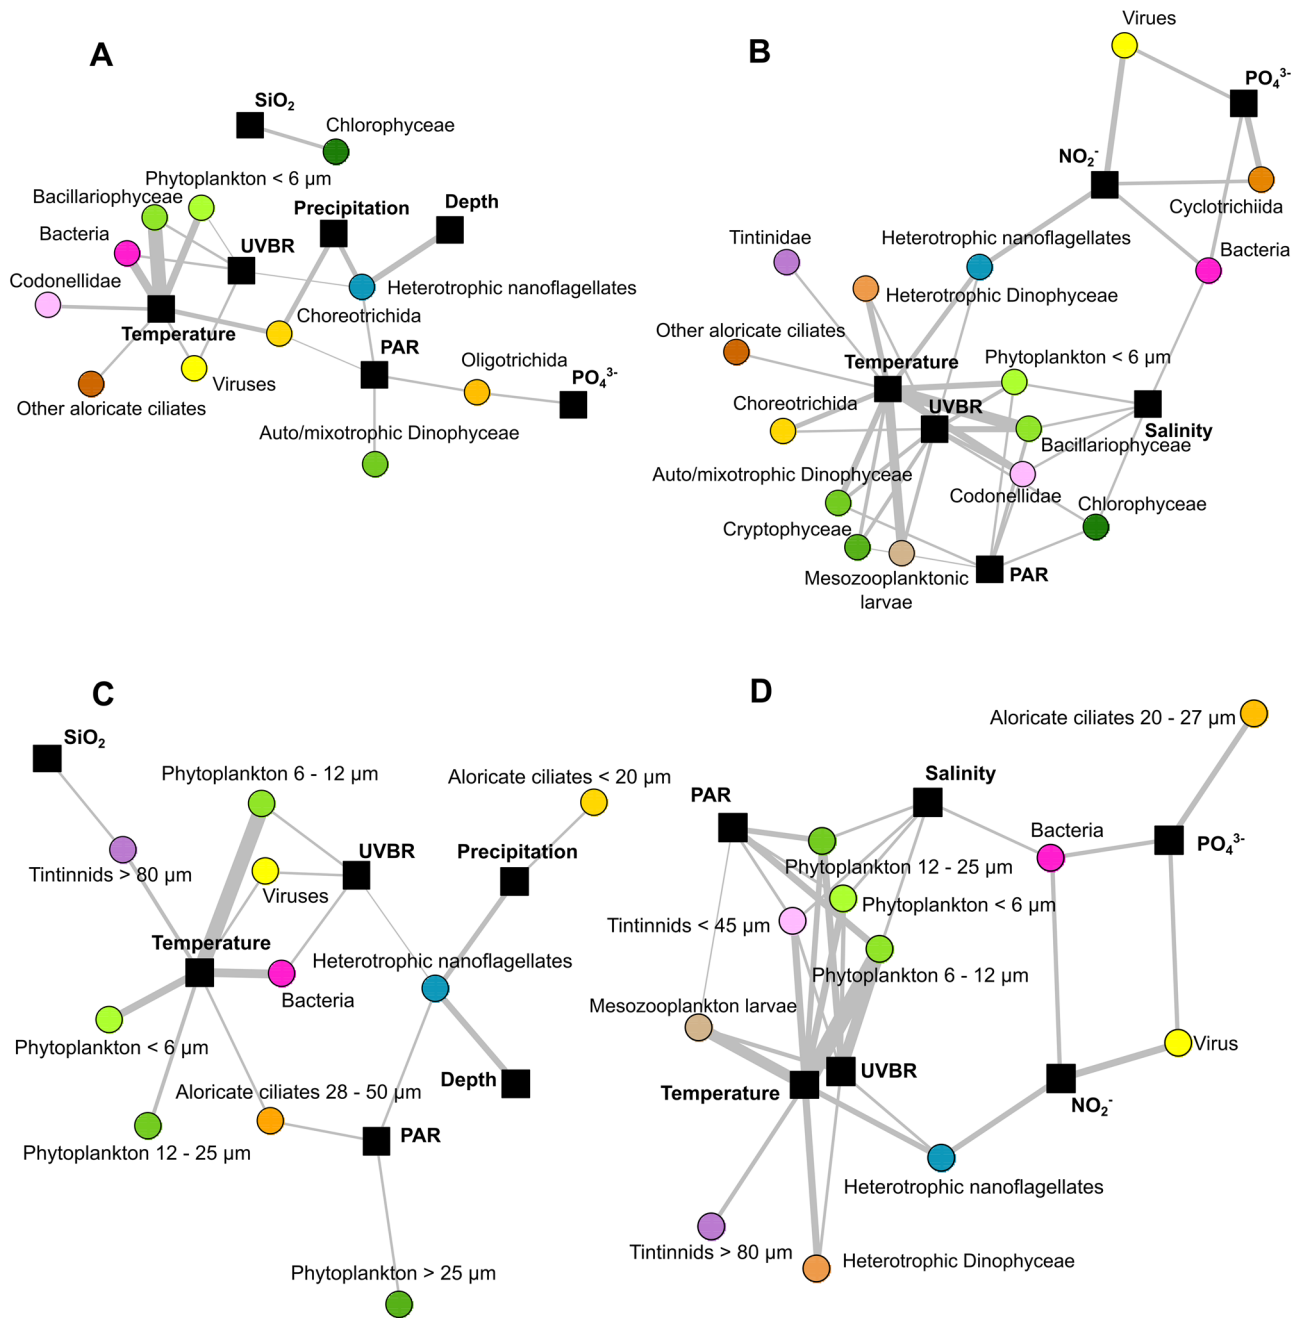 A
SiO₂
Chlorophyceae
Phytoplankton < 6 µm
Bacillariophyceae
Precipitation
Depth
Bacteria
UVBR
Codonellidae
Heterotrophic nanoflagellates
Choreotrichida
Temperature
PAR
Oligotrichida
PO₄³⁻
Viruses
Other aloricate ciliates
Auto/mixotrophic Dinophyceae
B
Virues
PO₄³⁻
NO₂⁻
Cyclotrichiida
Tintinidae
Heterotrophic nanoflagellates
Bacteria
Heterotrophic Dinophyceae
Other aloricate ciliates
Temperature
Phytoplankton < 6 µm
Choreotrichida
UVBR
Salinity
Bacillariophyceae
Auto/mixotrophic Dinophyceae
Codonellidae
Chlorophyceae
Cryptophyceae
Mesozooplanktonic
larvae
PAR
C
SiO₂
Phytoplankton 6 - 12 µm
Aloricate ciliates < 20 µm
UVBR
Precipitation
Tintinnids > 80 µm
Viruses
Temperature
Heterotrophic nanoflagellates
Bacteria
Phytoplankton < 6 µm
Depth
Aloricate ciliates 28 - 50 µm
PAR
Phytoplankton 12 - 25 µm
Phytoplankton > 25 µm
D
Aloricate ciliates 20 - 27 µm
Salinity
PAR
Bacteria
PO₄³⁻
Phytoplankton 12 - 25 µm
Phytoplankton < 6 µm
Tintinnids < 45 µm
Phytoplankton 6 - 12 µm
Mesozooplankton larvae
Virus
UVBR
Temperature
NO₂⁻
Heterotrophic nanoflagellates
Tintinnids > 80 µm
Heterotrophic Dinophyceae